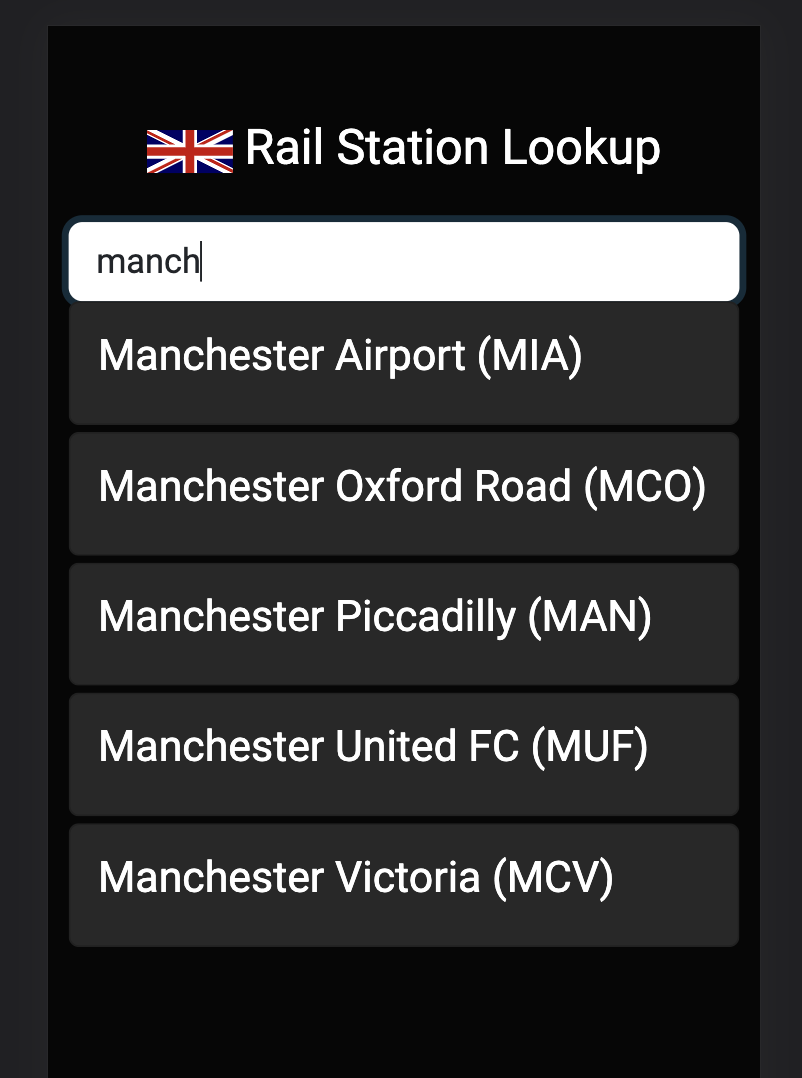 Rail Station Lookup
manch
Manchester Airport (MIA)
Manchester Oxford Road (MCO)
Manchester Piccadilly (MAN)
Manchester United FC (MUF)
Manchester Victoria (MCV)